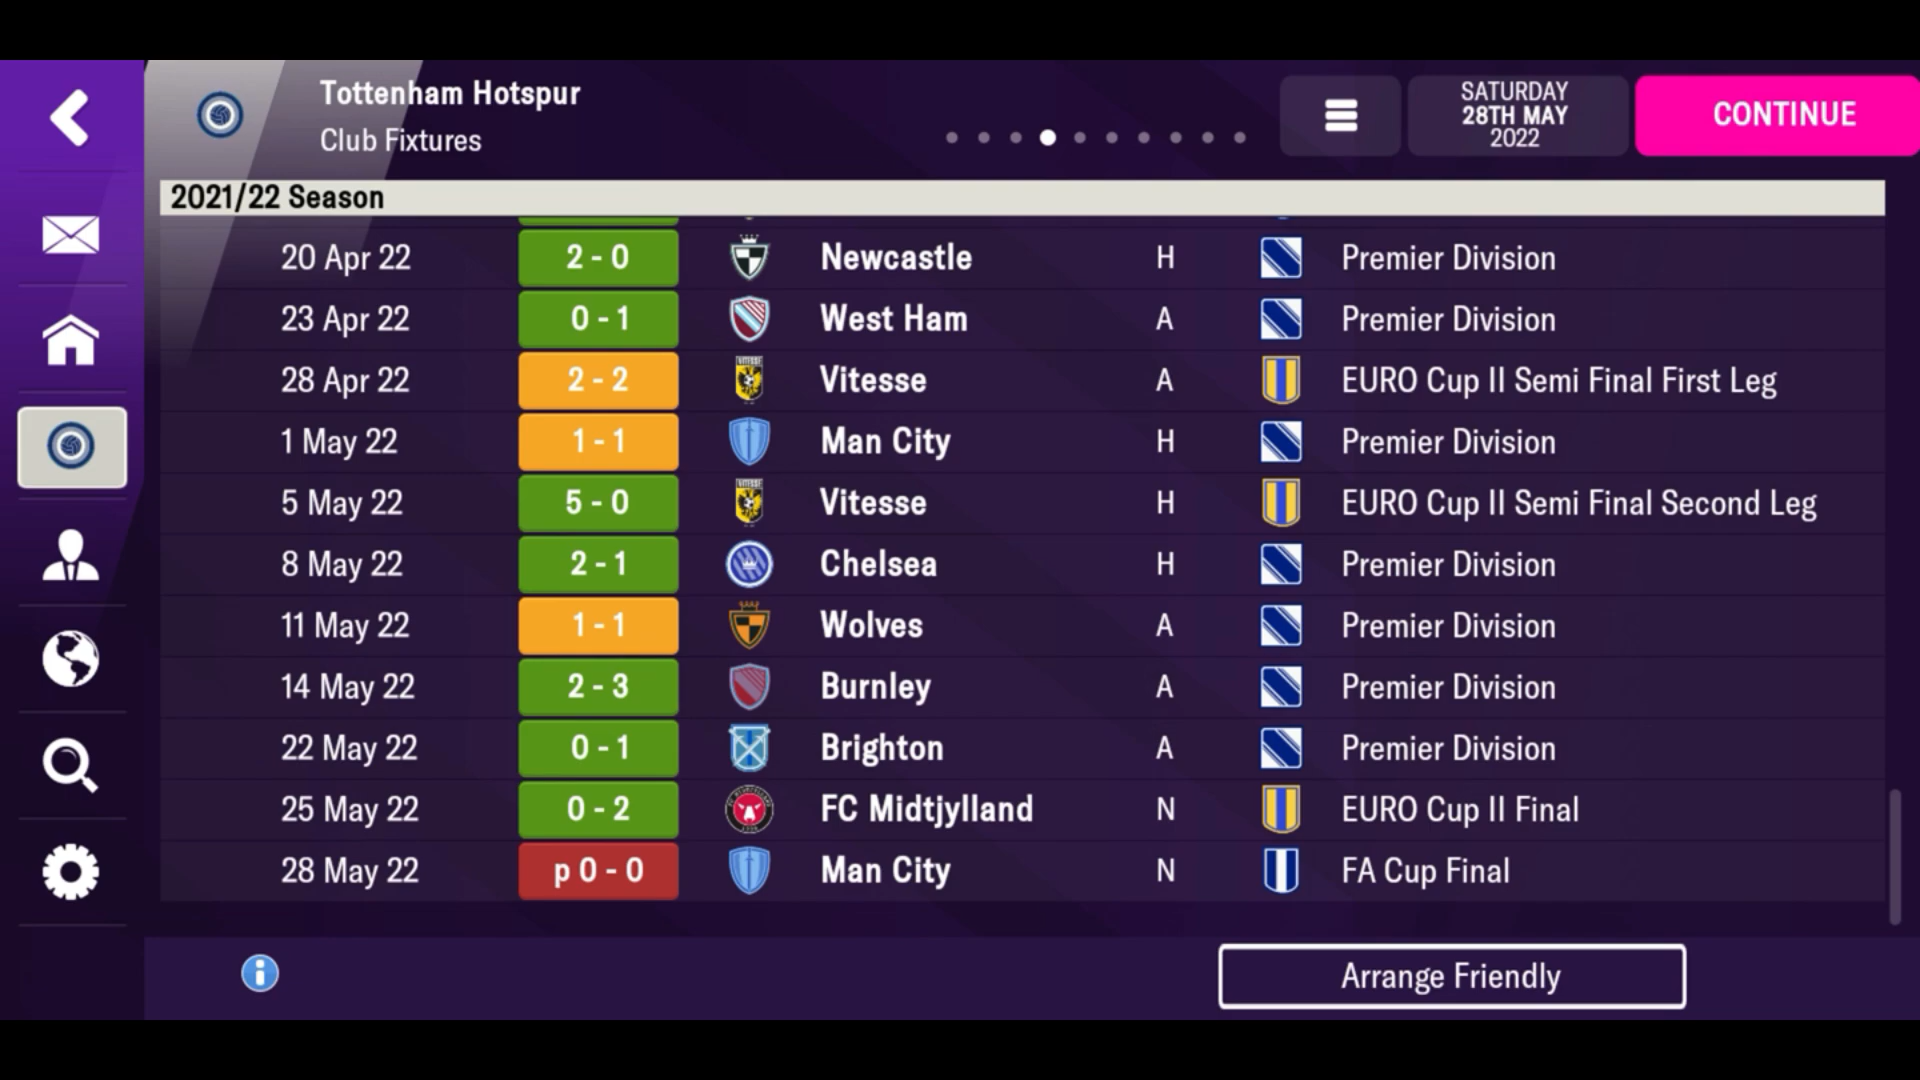 Tottenham Hotspur
Club Fixtures
SATURDAY
28TH MAY
2022
CONTINUE
2021/22 Season
20 Apr 22 2 - 0 Newcastle H Premier Division
23 Apr 22 0 - 1 West Ham A Premier Division
28 Apr 22 2 - 2 VITESSE Vitesse A EURO Cup II Semi Final First Leg
1 May 22 1 - 1 Man City H Premier Division
5 May 22 5 - 0 VITESSE Vitesse H EURO Cup II Semi Final Second Leg
8 May 22 2 - 1 Chelsea H Premier Division
11 May 22 1 - 1 Wolves A Premier Division
14 May 22 2 - 3 Burnley A Premier Division
22 May 22 0 - 1 Brighton A Premier Division
25 May 22 0 - 2 FC Midtjylland N EURO Cup II Final
28 May 22 p 0 - 0 Man City N FA Cup Final
Arrange Friendly